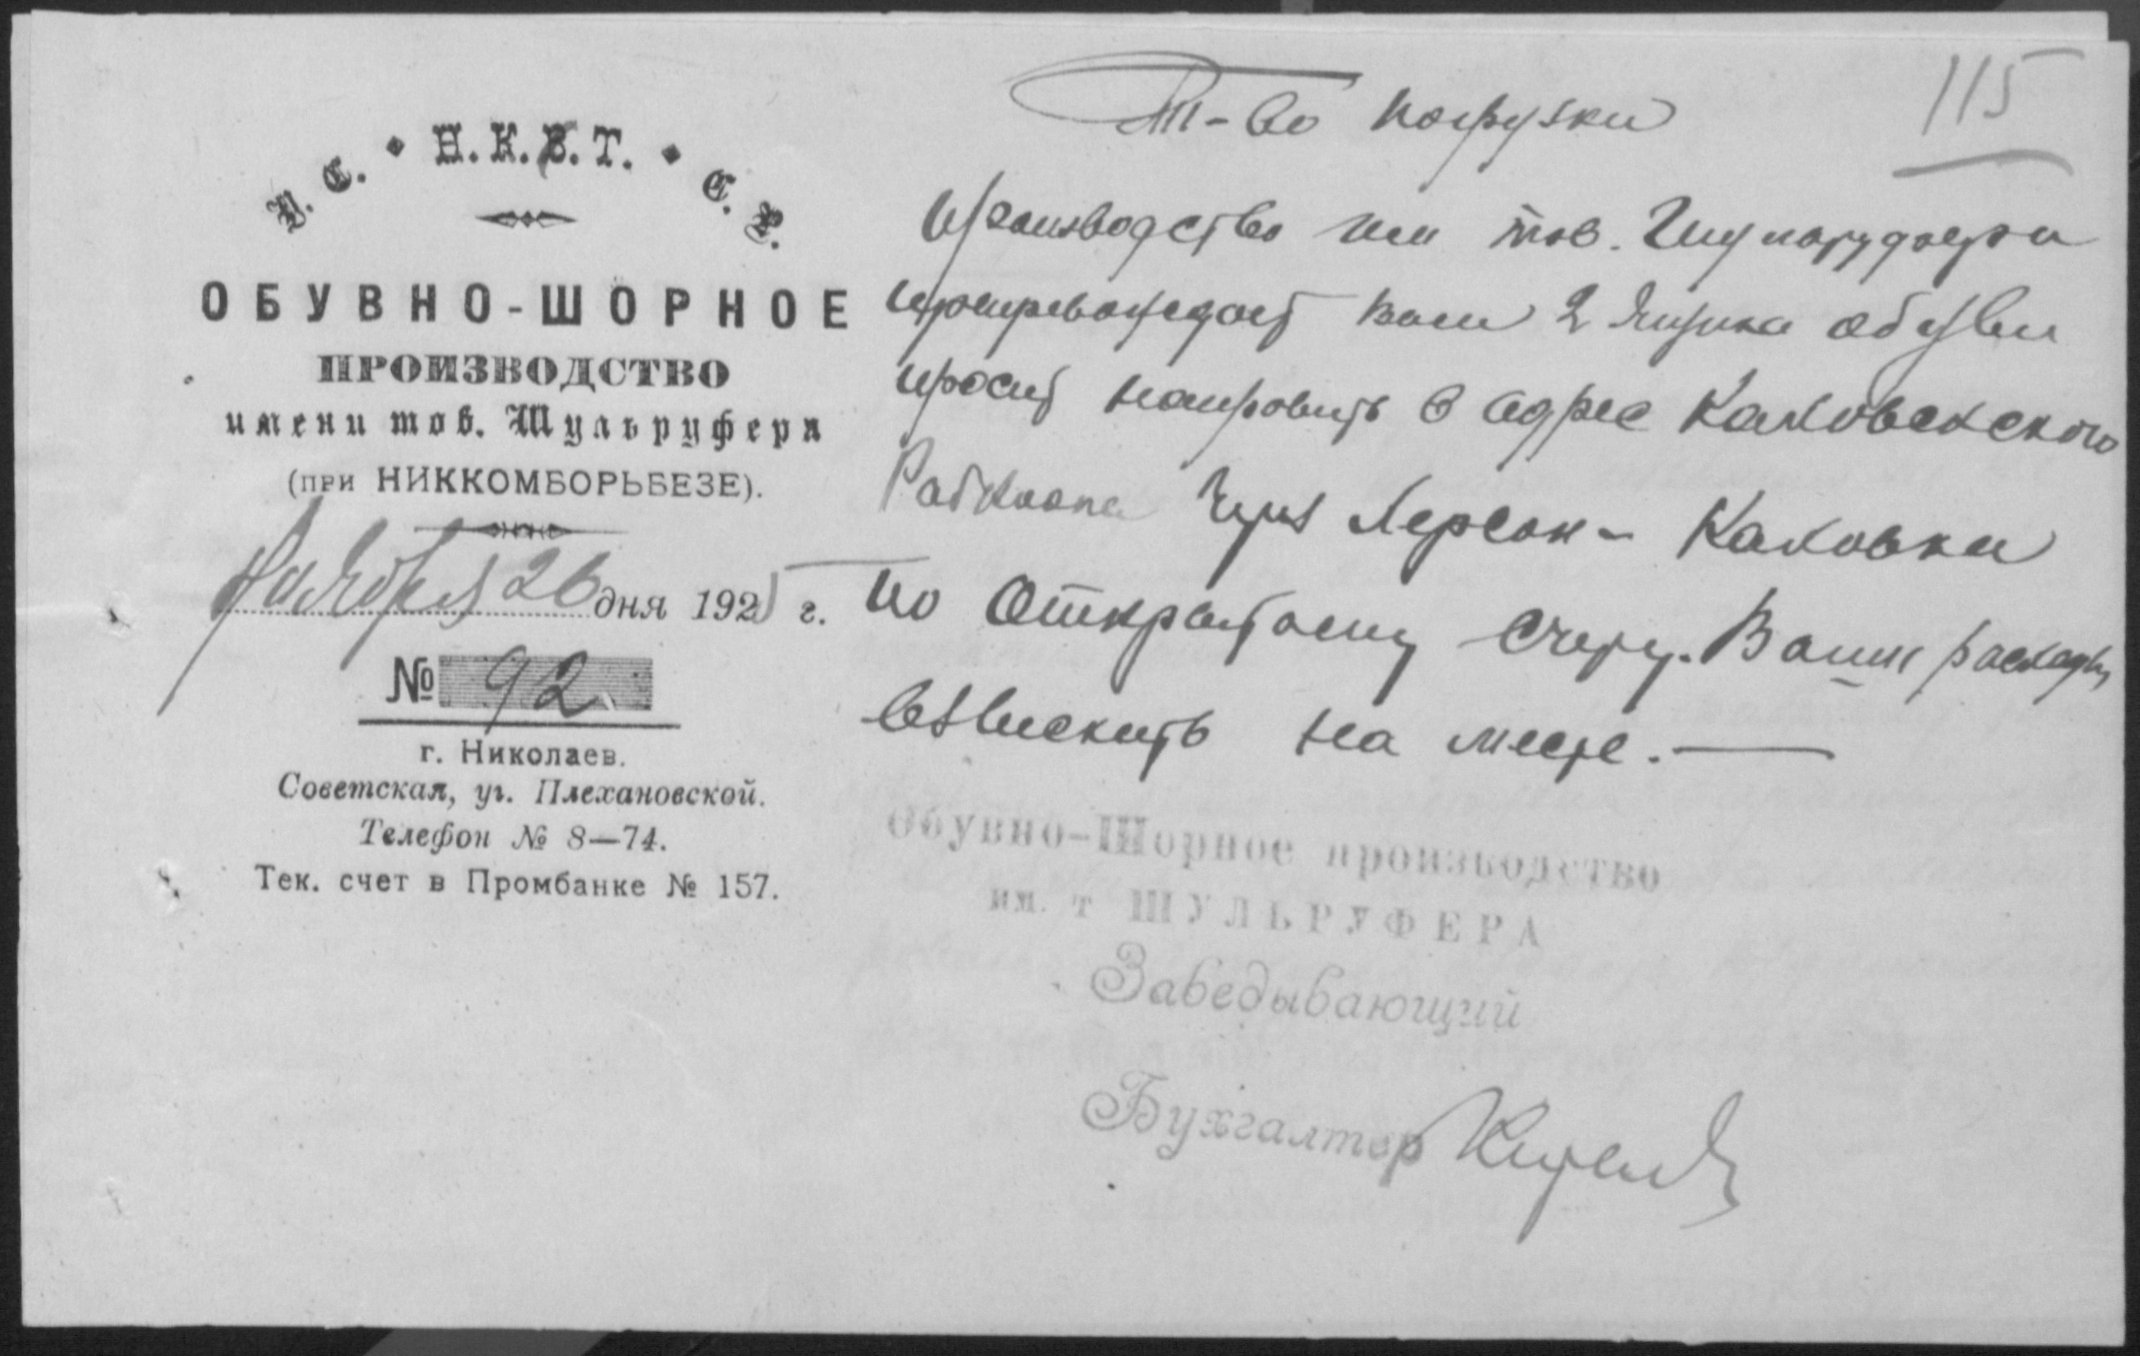 У. С. • Н.К.В.Т. • С. Р.
ОБУВНО-ШОРНОЕ
ПРОИЗВОДСТВО
имени тов. Шульруфера
(при НИККОМБОРЬБЕЗЕ).
Ноября 26 дня 1925 г.
№ 92
г. Николаев.
Советская, уг. Плехановской.
Телефон № 8—74.
Тек. счет в Промбанке № 157.
115
Т-во погрузки
Производство им тов. Шульруфера
препровождает вам 2 ящика обуви
просит направить в адрес Каховского
Рабкоопа через Херсон - Каховка
по открытому счету. Ваши расходы
взыскить на месте. —
Обувно-Шорное производство
им. т ШУЛЬРУФЕРА
Заведывающий
Бухгалтер